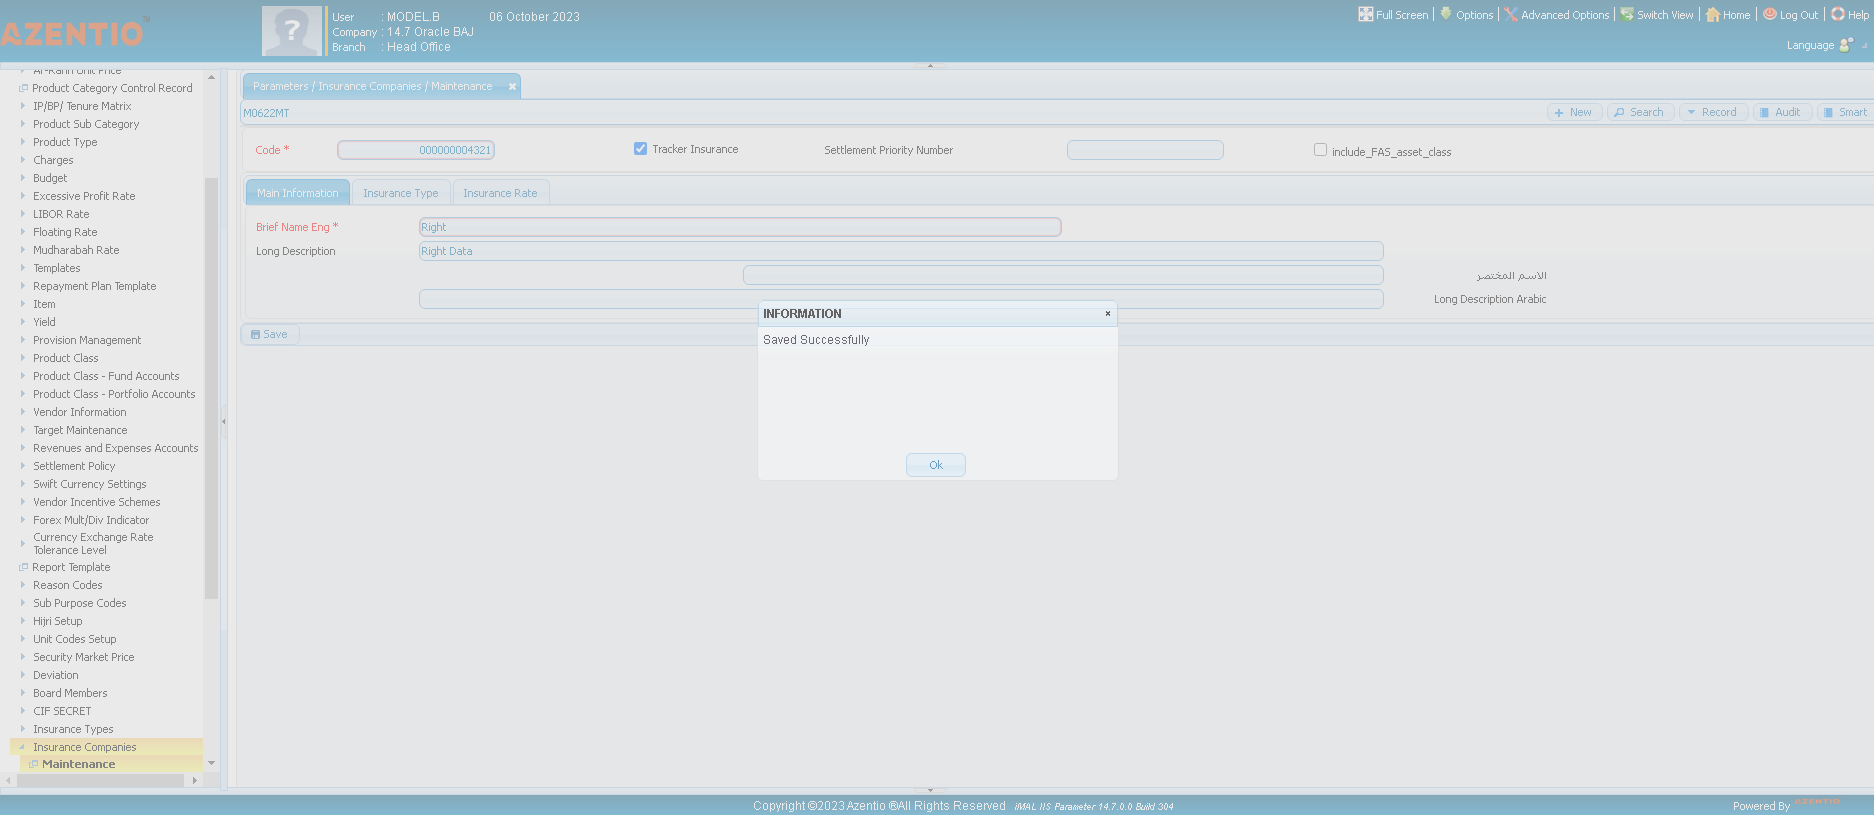 AZENTIO™
User : MODEL.B 06 October 2023
Company : 14.7 Oracle BAJ
Branch : Head Office
Full Screen Options Advanced Options Switch View Home Log Out Help
Language
Al-Rahn Unit Price
Product Category Control Record
IP/BP/ Tenure Matrix
Product Sub Category
Product Type
Charges
Budget
Excessive Profit Rate
LIBOR Rate
Floating Rate
Mudharabah Rate
Templates
Repayment Plan Template
Item
Yield
Provision Management
Product Class
Product Class - Fund Accounts
Product Class - Portfolio Accounts
Vendor Information
Target Maintenance
Revenues and Expenses Accounts
Settlement Policy
Swift Currency Settings
Vendor Incentive Schemes
Forex Mult/Div Indicator
Currency Exchange Rate
Tolerance Level
Report Template
Reason Codes
Sub Purpose Codes
Hijri Setup
Unit Codes Setup
Security Market Price
Deviation
Board Members
CIF SECRET
Insurance Types
Insurance Companies
Maintenance
Parameters / Insurance Companies / Maintenance
M0622MT
New Search Record Audit Smart
Code * 000000004321 Tracker Insurance Settlement Priority Number include_FAS_asset_class
Main Information Insurance Type Insurance Rate
Brief Name Eng * Right
Long Description Right Data
الاسم المختصر
Long Description Arabic
Save
INFORMATION
Saved Successfully
Ok
Copyright ©2023 Azentio ®All Rights Reserved iMAL IIS Parameter 14.7.0.0 Build 304
Powered By AZENTIO